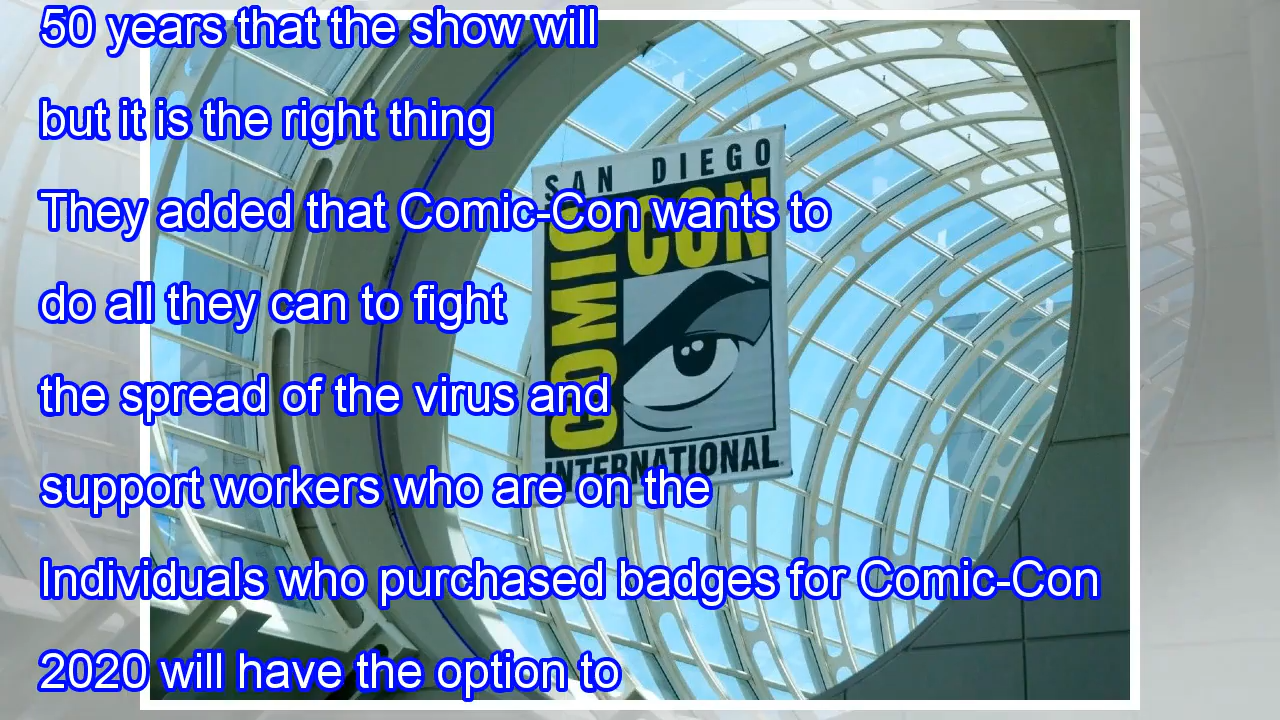 50 years that the show will
but it is the right thing
SAN DIEGO
COMIC CON
They added that Comic-Con wants to
do all they can to fight
the spread of the virus and
INTERNATIONAL
support workers who are on the
Individuals who purchased badges for Comic-Con
2020 will have the option to